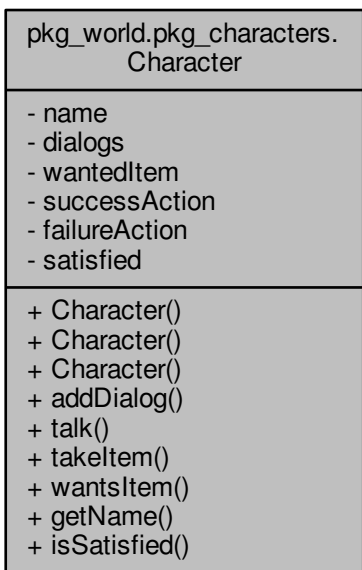 pkg_world.pkg_characters.
Character
- name
- dialogs
- wantedItem
- successAction
- failureAction
- satisfied
+ Character()
+ Character()
+ Character()
+ addDialog()
+ talk()
+ takeItem()
+ wantsItem()
+ getName()
+ isSatisfied()